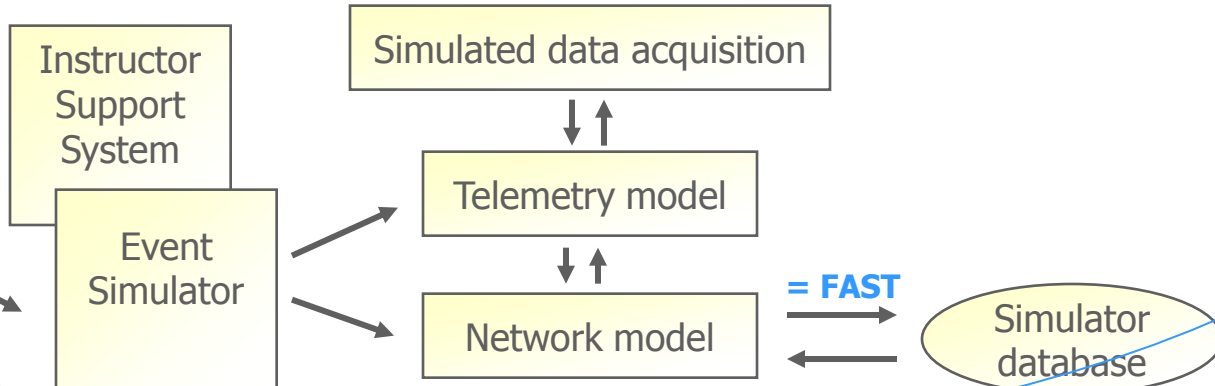 Instructor
Support
System
Simulated data acquisition
Telemetry model
Event
Simulator
= FAST
Network model
Simulator
database